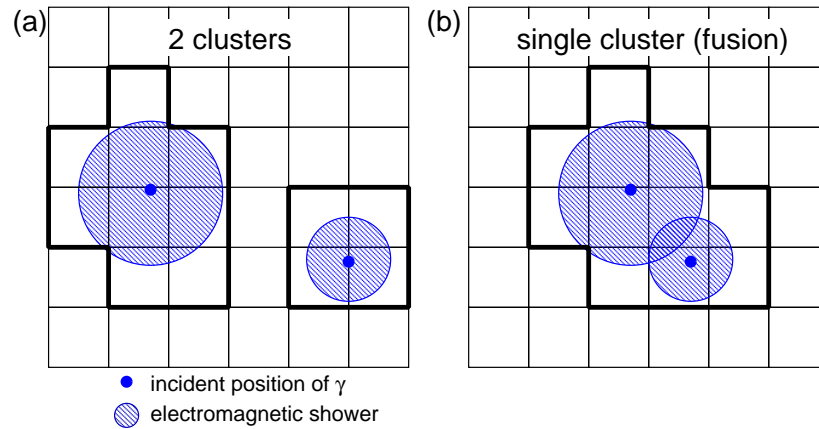 (a)
2 clusters
(b)
single cluster (fusion)
incident position of γ
electromagnetic shower